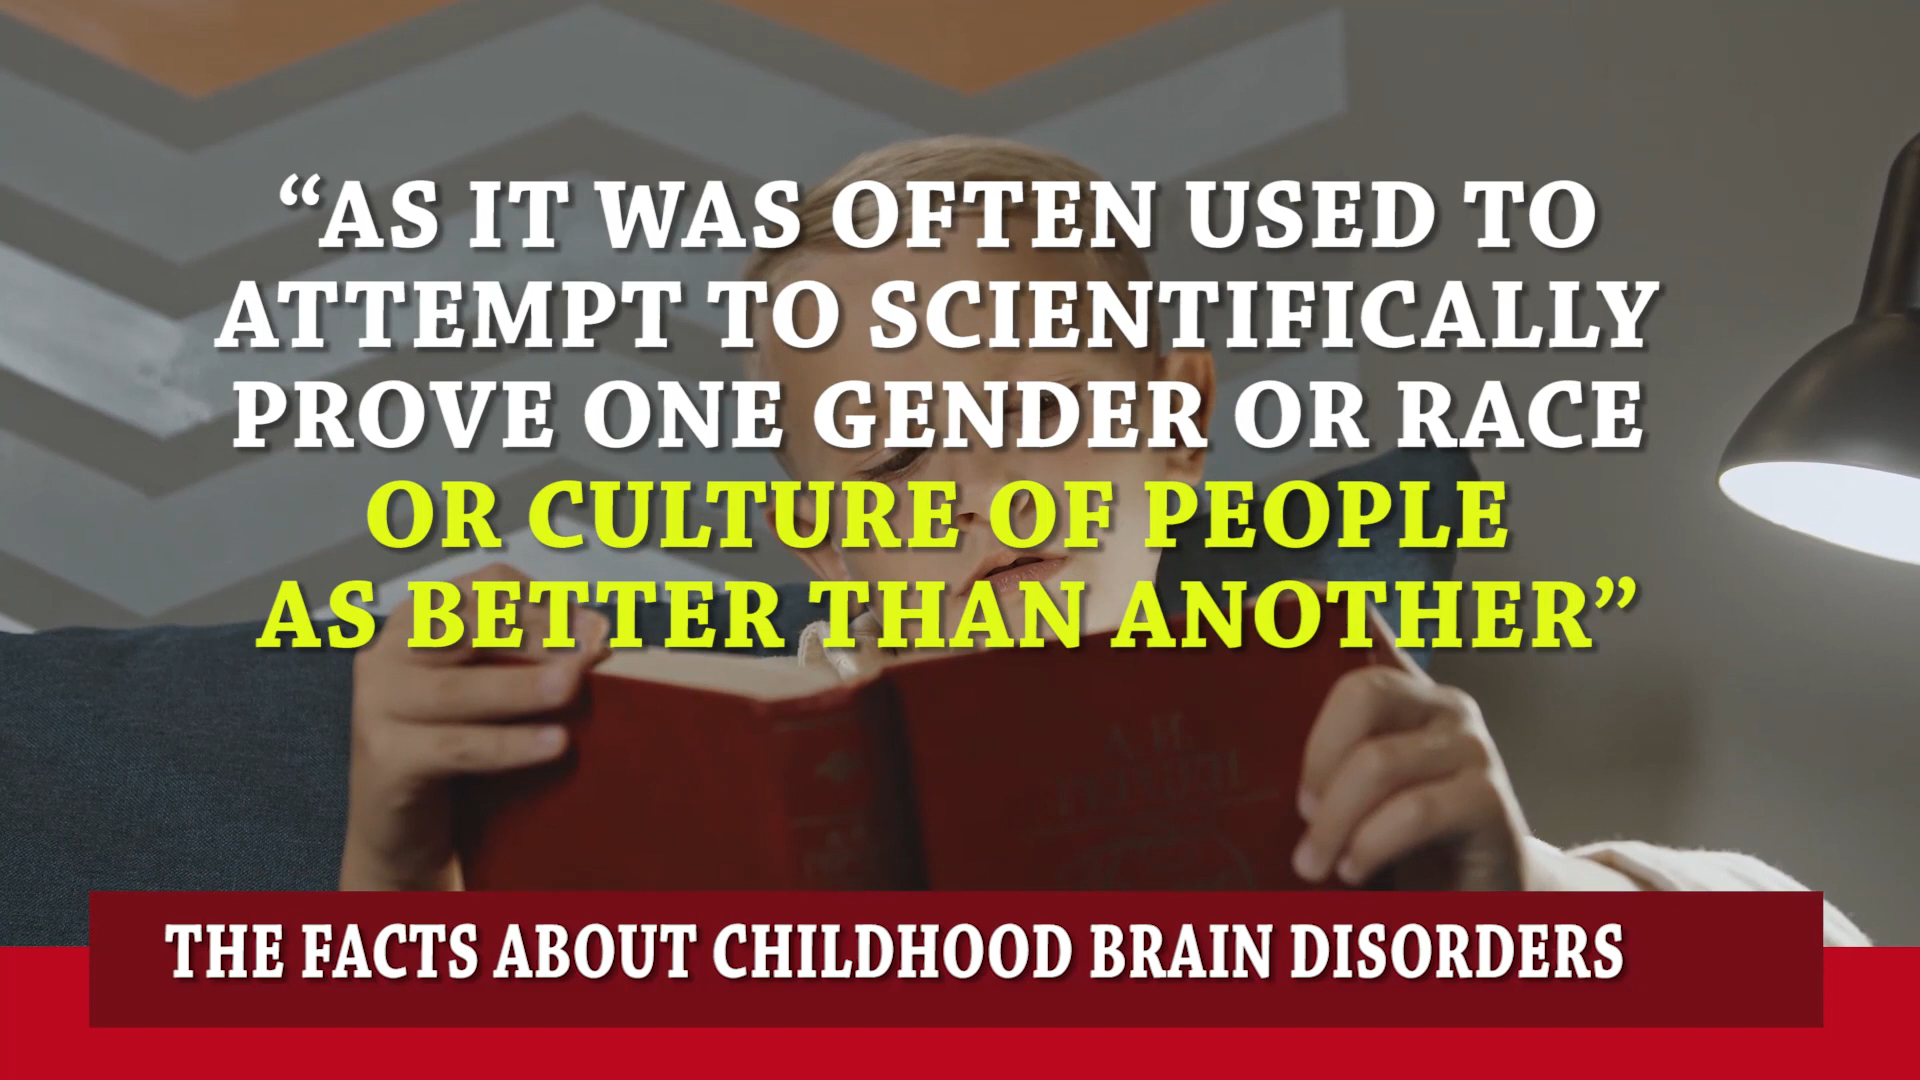 “AS IT WAS OFTEN USED TO
ATTEMPT TO SCIENTIFICALLY
PROVE ONE GENDER OR RACE
OR CULTURE OF PEOPLE
AS BETTER THAN ANOTHER”
THE FACTS ABOUT CHILDHOOD BRAIN DISORDERS